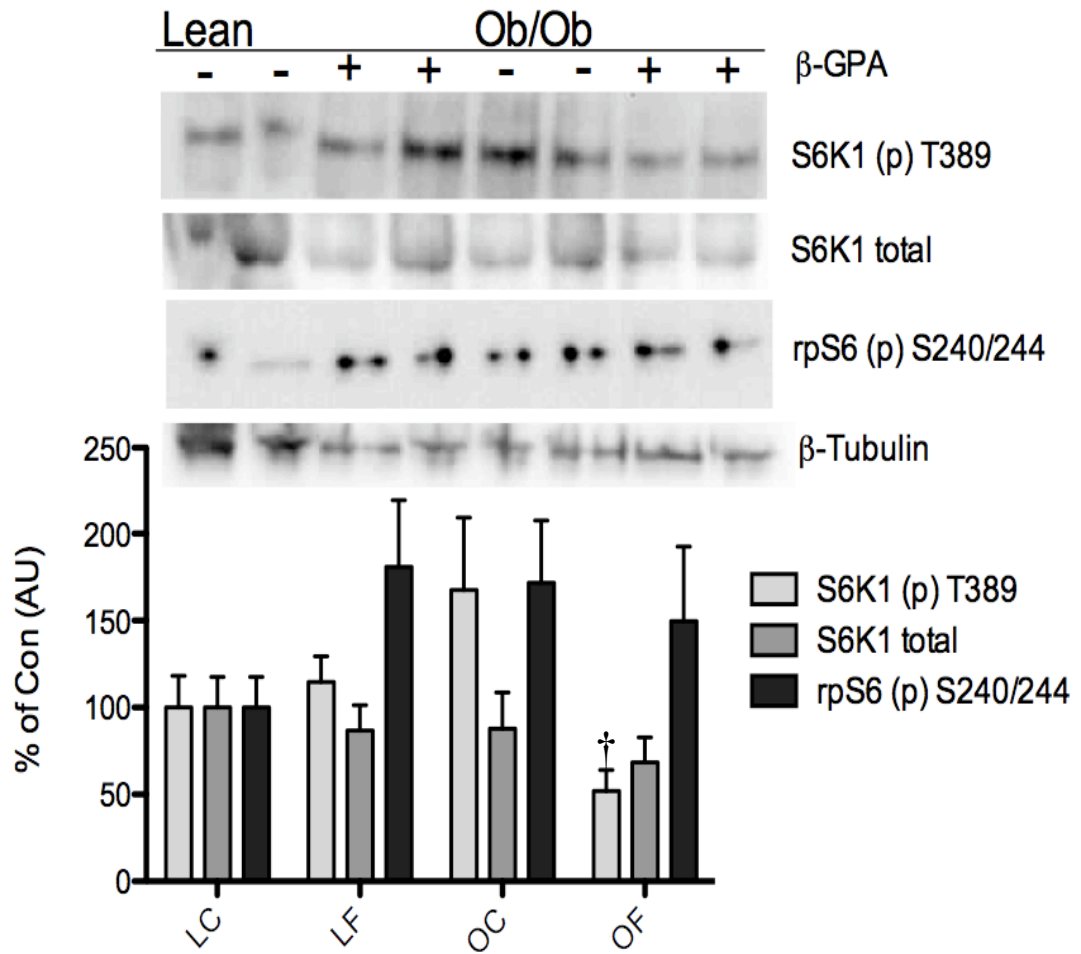 Lean Ob/Ob
- - + + - - + + β-GPA
S6K1 (p) T389
S6K1 total
rpS6 (p) S240/244
β-Tubulin
250
200
150
100
50
0
% of Con (AU)
†
S6K1 (p) T389
S6K1 total
rpS6 (p) S240/244
LC LF OC OF